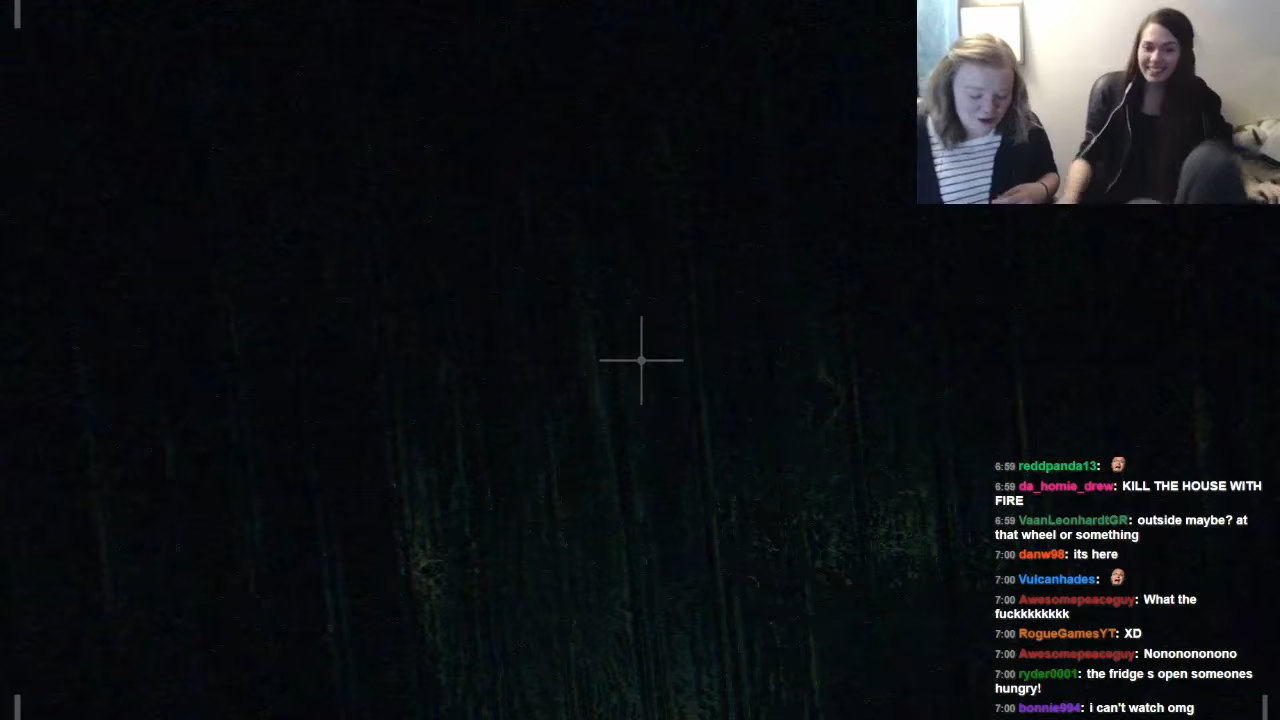 6:59 reddpanda13:
6:59 da_homie_drew: KILL THE HOUSE WITH
FIRE
6:59 VaanLeonhardtGR: outside maybe? at
that wheel or something
7:00 danw98: its here
7:00 Vulcanhades:
7:00 Awesomepeaceguy: What the
fuckkkkkkkk
7:00 RogueGamesYT: XD
7:00 Awesomepeaceguy: Nonononono​no
7:00 ryder0001: the fridge s open someones
hungry!
7:00 bonnie994: i can't watch omg